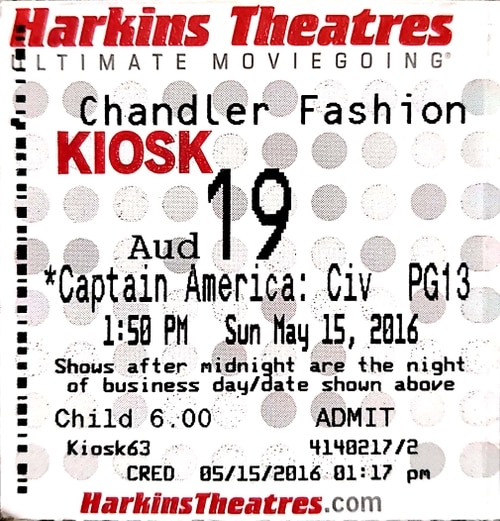 Harkins Theatres
ULTIMATE MOVIEGOING®
Chandler Fashion
KIOSK
Aud 19
*Captain America: Civ PG13
1:50 PM Sun May 15, 2016
Shows after midnight are the night
of business day/date shown above
Child 6.00 ADMIT
Kiosk63 4140217/2
CRED 05/15/2016 01:17 pm
HarkinsTheatres.com